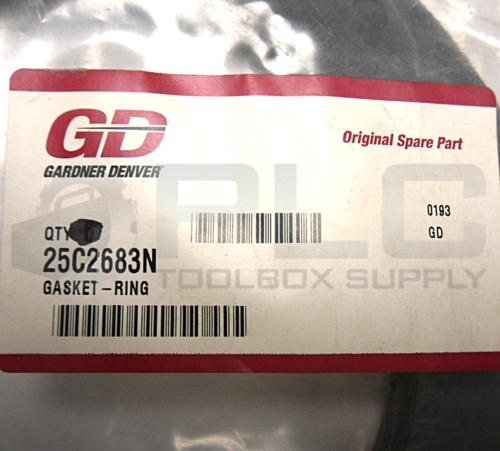 GD
GARDNER DENVER
Original Spare Part
0193
GD
QTY
25C2683N
GASKET-RING
PLC
TOOLBOX SUPPLY